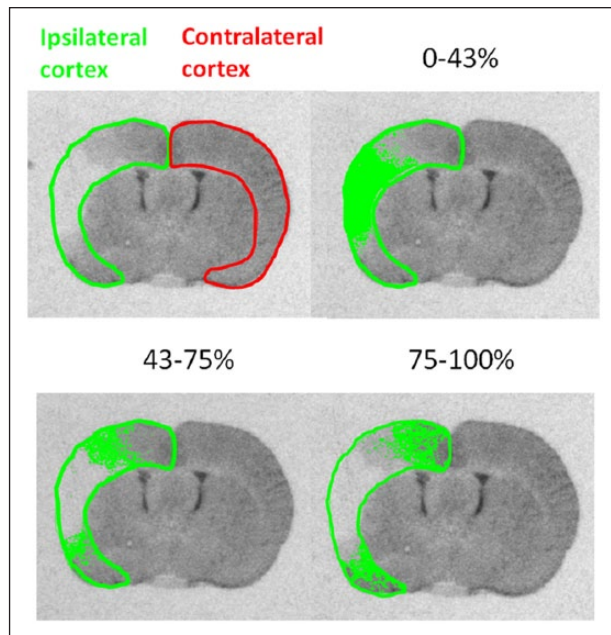 Ipsilateral
cortex
Contralateral
cortex
0-43%
43-75%
75-100%